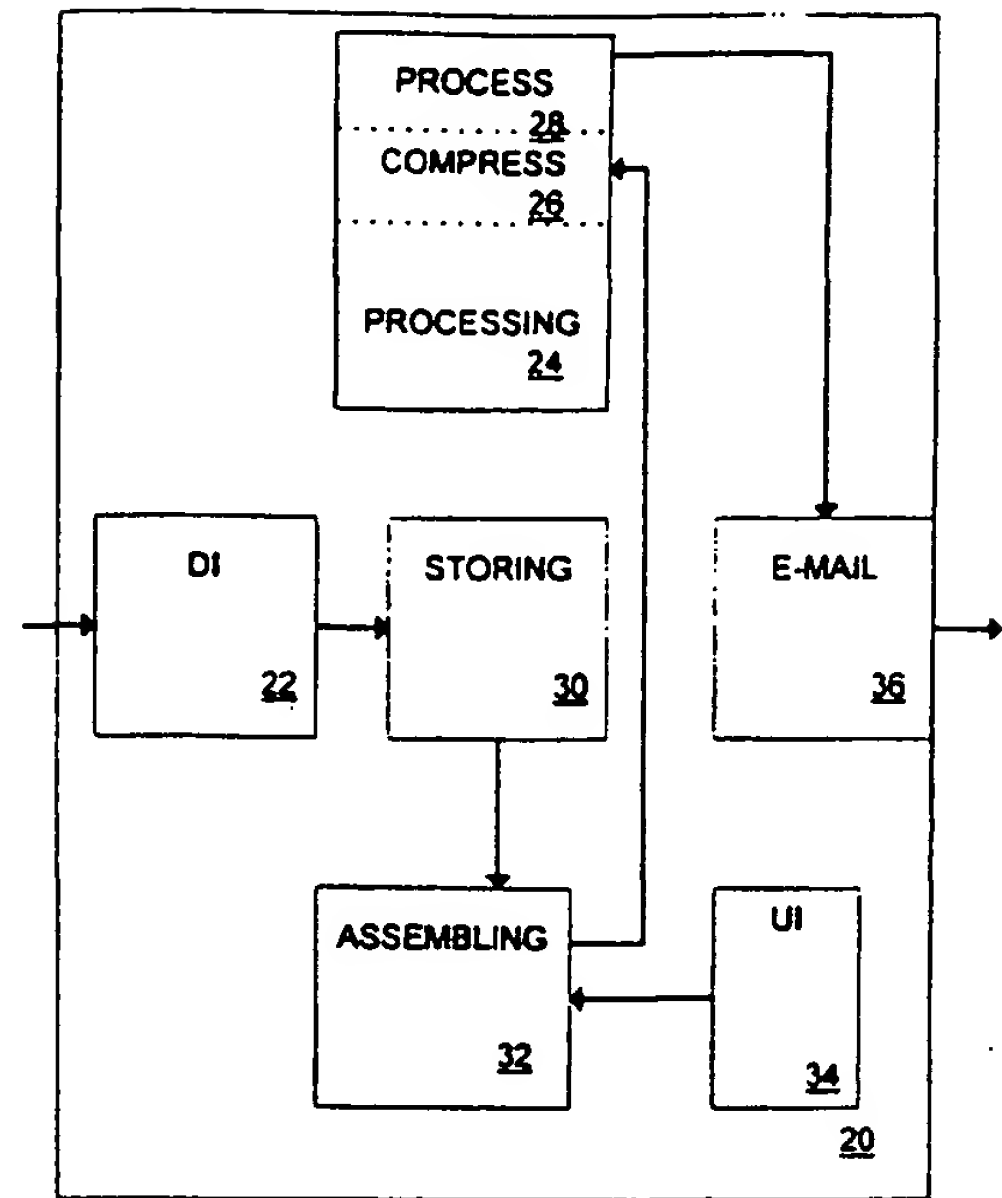 PROCESS
28
COMPRESS
26
PROCESSING
24
DI
22
STORING
30
E-MAIL
36
ASSEMBLING
32
UI
34
20